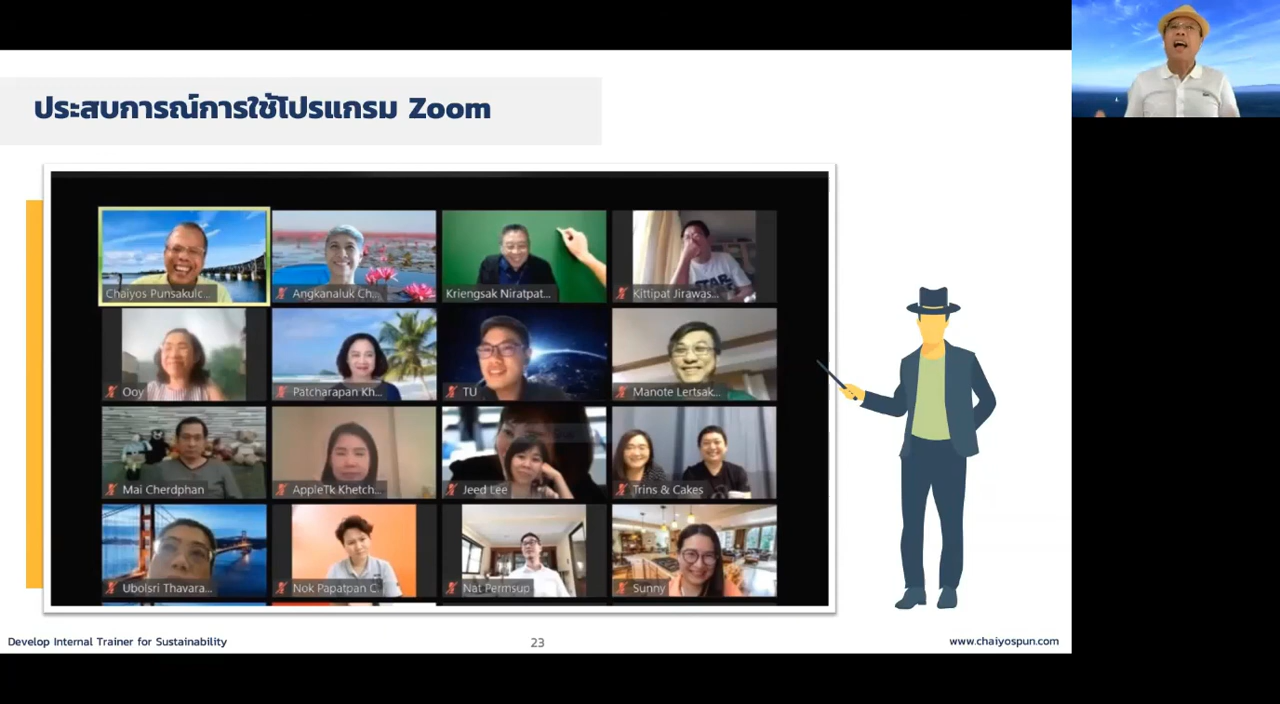 ประสบการณ์การใช้โปรแกรม Zoom
Chaiyos Punsakulc...
Angkanaluk Ch...
Kriengsak Niratpat...
Kittipat Jirawas...
STAR
Ooy
Patcharapan Kh...
TU
Manote Lertsak...
Mai Cherdphan
AppleTk Khetch...
Jeed Lee
Trins & Cakes
Ubolsri Thavara...
Nok Papatpan C...
Nat Permsup
Sunny
Develop Internal Trainer for Sustainability
23
www.chaiyospun.com